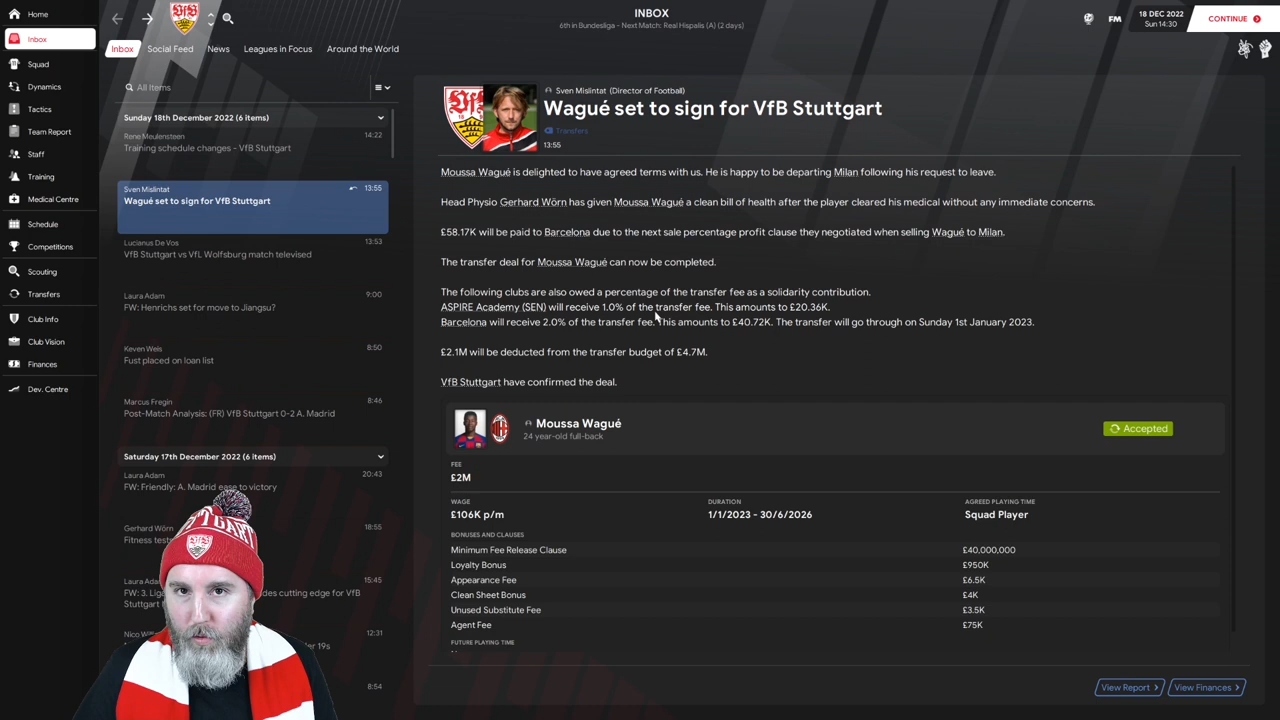 Home
Inbox
Squad
Dynamics
Tactics
Team Report
Staff
Training
Medical Centre
Schedule
Competitions
Scouting
Transfers
Club Info
Club Vision
Finances
Dev. Centre
INBOX
6th in Bundesliga - Next Match: Real Hispalis (A) (2 days)
FM
18 DEC 2022
Sun 14:30
CONTINUE
Inbox
Social Feed
News
Leagues in Focus
Around the World
All Items
Sunday 18th December 2022 (6 items)
Rene Meulensteen 14:22
Training schedule changes - VfB Stuttgart
Sven Mislintat 13:55
Wagué set to sign for VfB Stuttgart
Lucianus De Vos 13:53
VfB Stuttgart vs VfL Wolfsburg match televised
Laura Adam 9:00
FW: Henrichs set for move to Jiangsu?
Keven Weis 8:50
Fust placed on loan list
Marcus Fregin 8:46
Post-Match Analysis: (FR) VfB Stuttgart 0-2 A. Madrid
Saturday 17th December 2022 (6 items)
Laura Adam 20:43
FW: Friendly: A. Madrid ease to victory
Gerhard Wörn 18:55
Fitness
Laura 15:45
FW: 3. cutting edge for VfB
Stuttgart
Nico 12:31
19s
8:54
Sven Mislintat (Director of Football)
Wagué set to sign for VfB Stuttgart
Transfers
13:55
Moussa Wagué is delighted to have agreed terms with us. He is happy to be departing Milan following his request to leave.
Head Physio Gerhard Wörn has given Moussa Wagué a clean bill of health after the player cleared his medical without any immediate concerns.
£58.17K will be paid to Barcelona due to the next sale percentage profit clause they negotiated when selling Wagué to Milan.
The transfer deal for Moussa Wagué can now be completed.
The following clubs are also owed a percentage of the transfer fee as a solidarity contribution.
ASPIRE Academy (SEN) will receive 1.0% of the transfer fee. This amounts to £20.36K.
Barcelona will receive 2.0% of the transfer fee. This amounts to £40.72K. The transfer will go through on Sunday 1st January 2023.
£2.1M will be deducted from the transfer budget of £4.7M.
VfB Stuttgart have confirmed the deal.
Moussa Wagué
24 year-old full-back
Accepted
FEE
£2M
WAGE DURATION AGREED PLAYING TIME
£106K p/m 1/1/2023 - 30/6/2026 Squad Player
BONUSES AND CLAUSES
Minimum Fee Release Clause £40,000,000
Loyalty Bonus £950K
Appearance Fee £6.5K
Clean Sheet Bonus £4K
Unused Substitute Fee £3.5K
Agent Fee £75K
FUTURE PLAYING TIME
View Report
View Finances